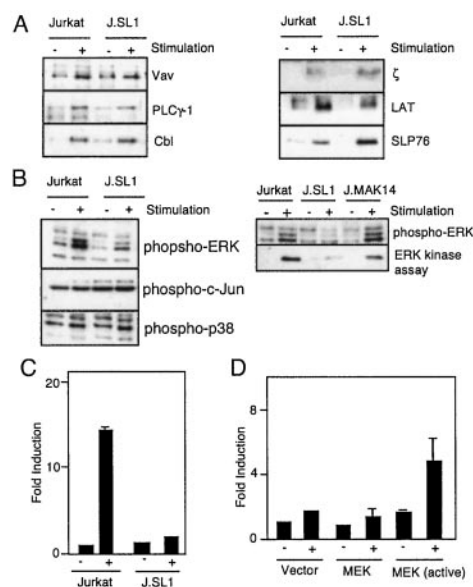 A
Jurkat J.SL1
- + - + Stimulation
Vav
PLCγ-1
Cbl
Jurkat J.SL1
- + - + Stimulation
ζ
LAT
SLP76
B
Jurkat J.SL1
- + - + Stimulation
phopsho-ERK
phospho-c-Jun
phospho-p38
Jurkat J.SL1 J.MAK14
- + - + - + Stimulation
phospho-ERK
ERK kinase
assay
C
Fold Induction
20
10
0
- + - +
Jurkat J.SL1
D
Fold Induction
8
4
0
- + - + - +
Vector MEK MEK (active)